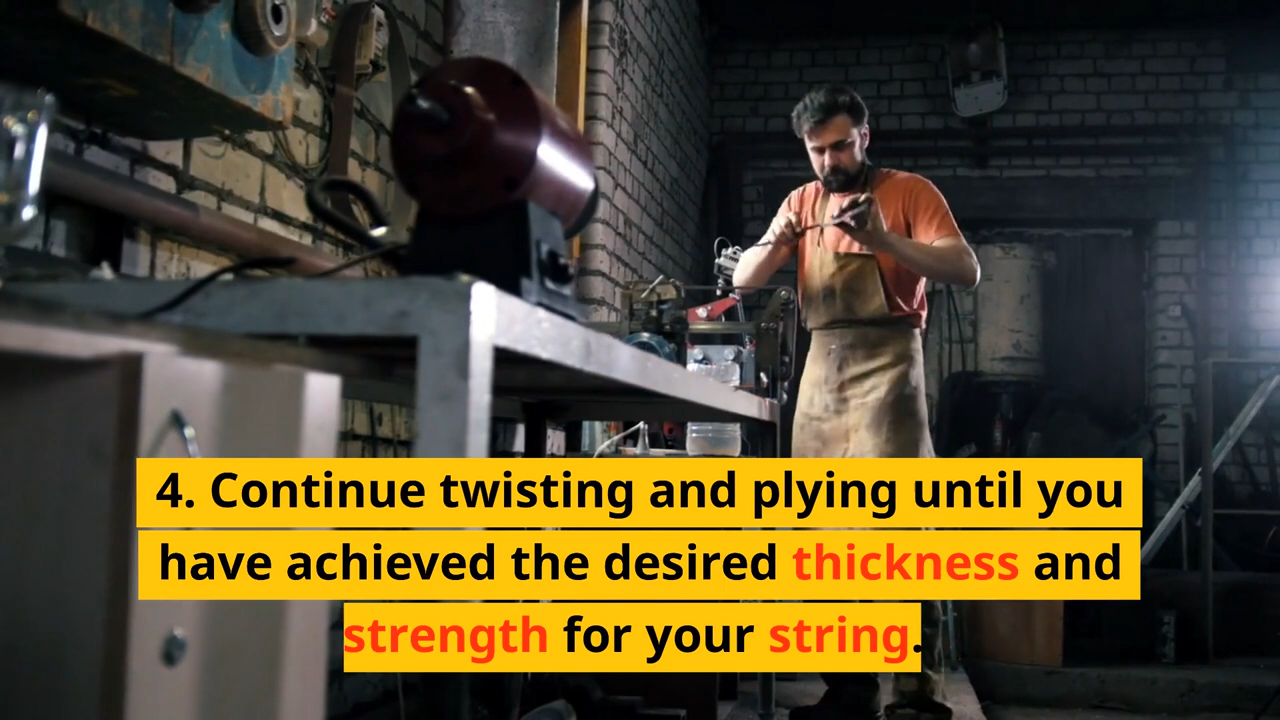 4. Continue twisting and plying until you
have achieved the desired thickness and
strength for your string.